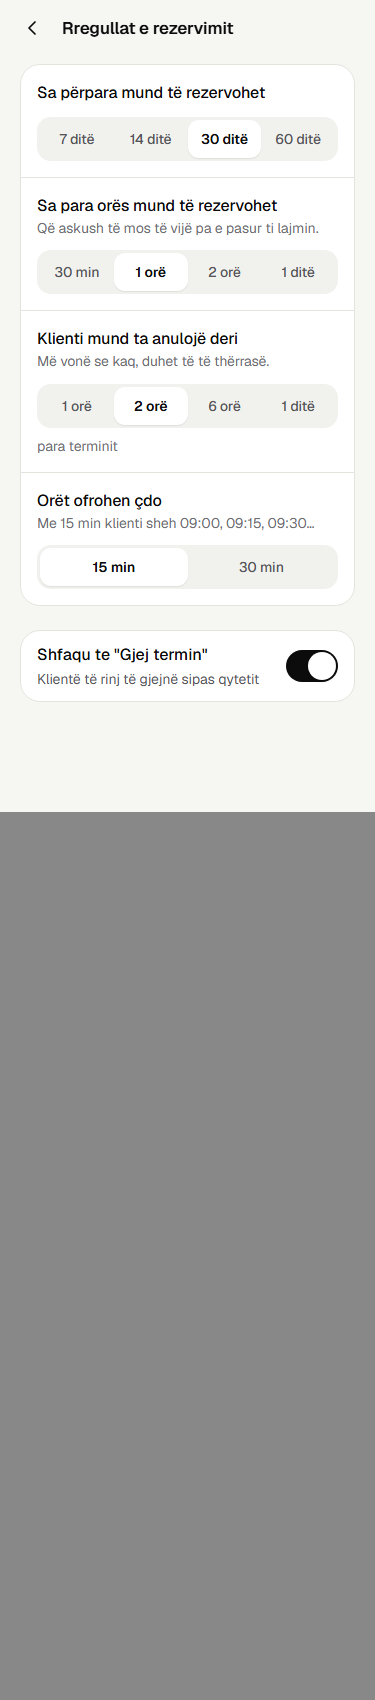 Rregullat e rezervimit
Sa përpara mund të rezervohet
7 ditë 14 ditë 30 ditë 60 ditë
Sa para orës mund të rezervohet
Që askush të mos të vijë pa e pasur ti lajmin.
30 min 1 orë 2 orë 1 ditë
Klienti mund ta anulojë deri
Më vonë se kaq, duhet të të thërrasë.
1 orë 2 orë 6 orë 1 ditë
para terminit
Orët ofrohen çdo
Me 15 min klienti sheh 09:00, 09:15, 09:30…
15 min 30 min
Shfaqu te "Gjej termin"
Klientë të rinj të gjejnë sipas qytetit